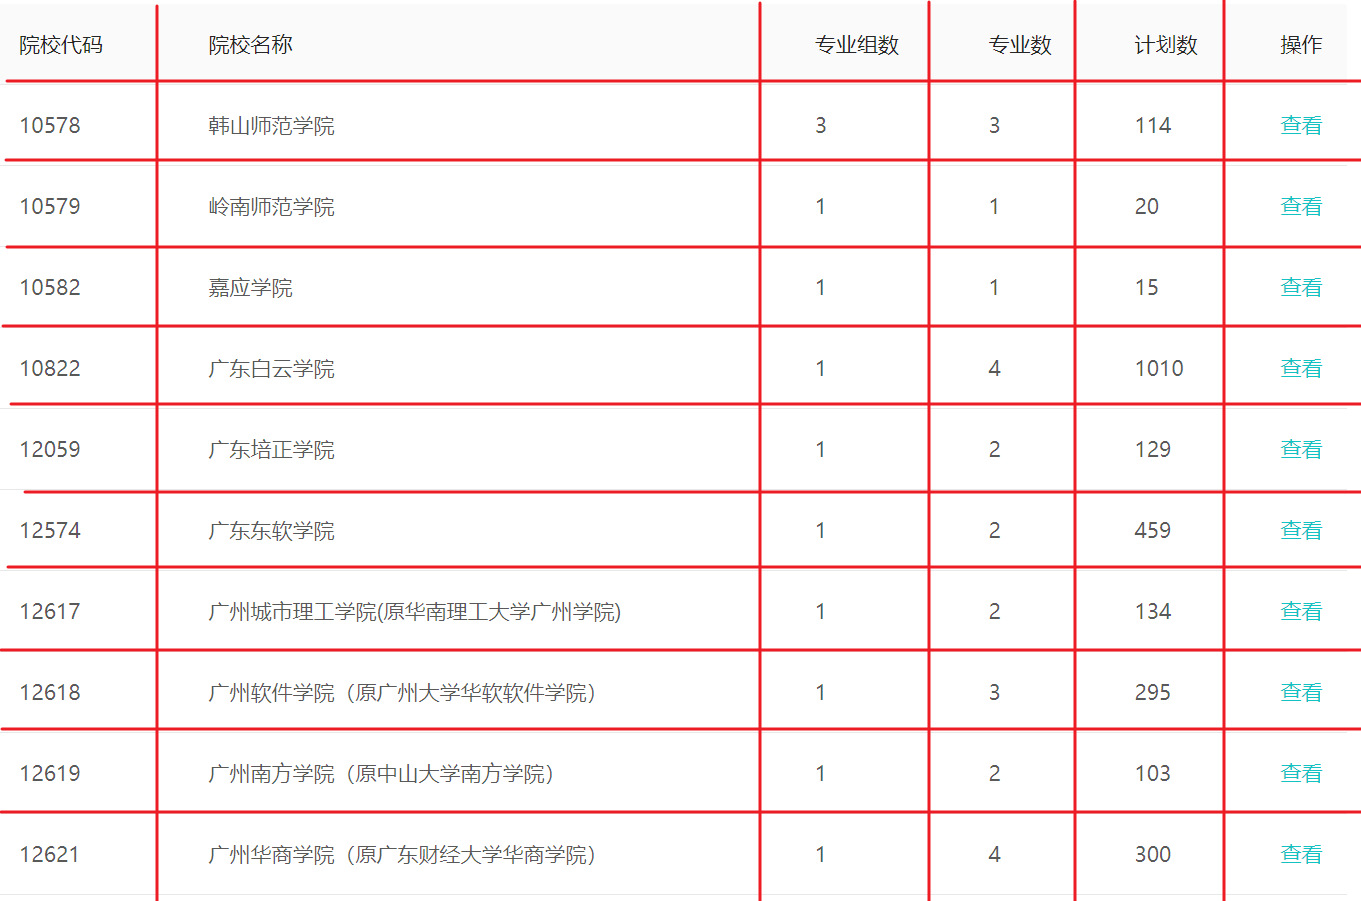 院校代码 院校名称 专业组数 专业数 计划数 操作
10578 韩山师范学院 3 3 114 查看
10579 岭南师范学院 1 1 20 查看
10582 嘉应学院 1 1 15 查看
10822 广东白云学院 1 4 1010 查看
12059 广东培正学院 1 2 129 查看
12574 广东东软学院 1 2 459 查看
12617 广州城市理工学院(原华南理工大学广州学院) 1 2 134 查看
12618 广州软件学院（原广州大学华软软件学院） 1 3 295 查看
12619 广州南方学院（原中山大学南方学院） 1 2 103 查看
12621 广州华商学院（原广东财经大学华商学院） 1 4 300 查看